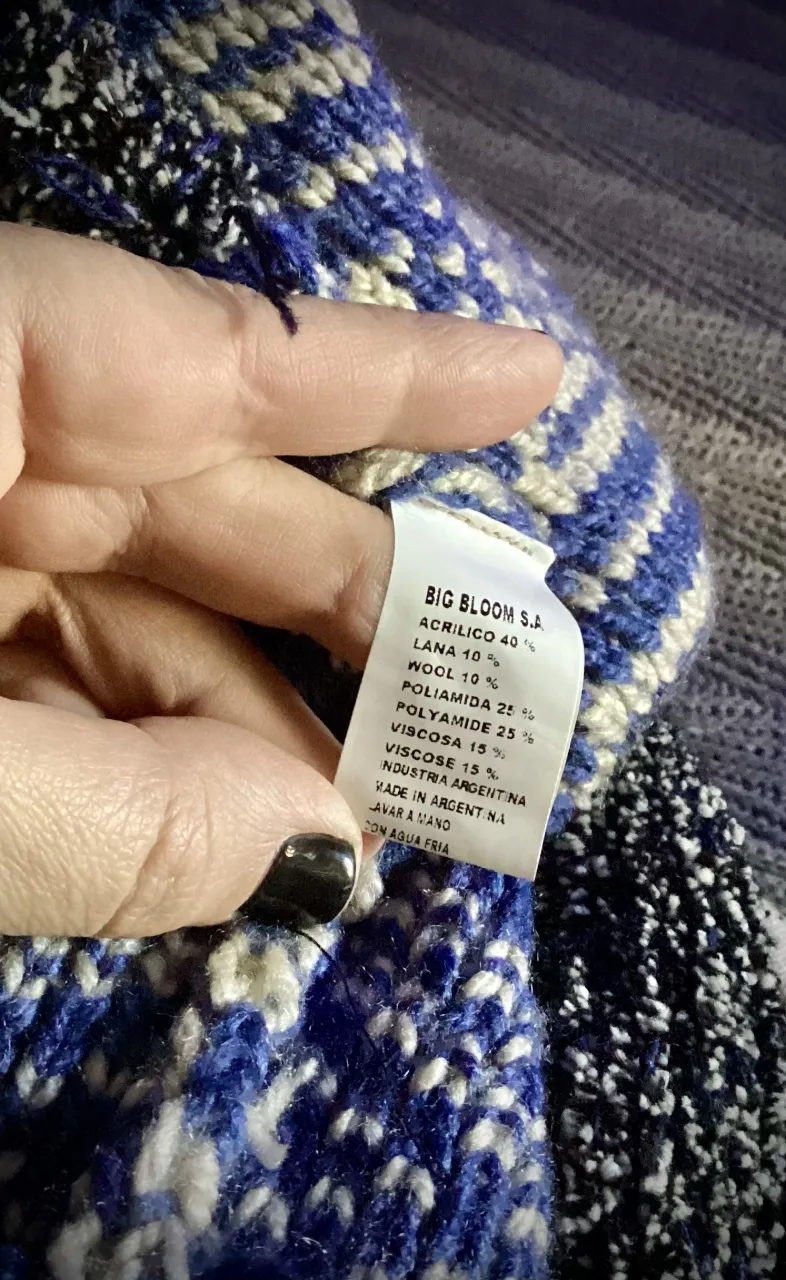 BIG BLOOM S.A.
ACRILICO 40 %
LANA 10 %
WOOL 10 %
POLIAMIDA 25 %
POLYAMIDE 25 %
VISCOSA 15 %
VISCOSE 15 %
INDUSTRIA ARGENTINA
MADE IN ARGENTINA
LAVAR A MANO
CON AGUA FRIA